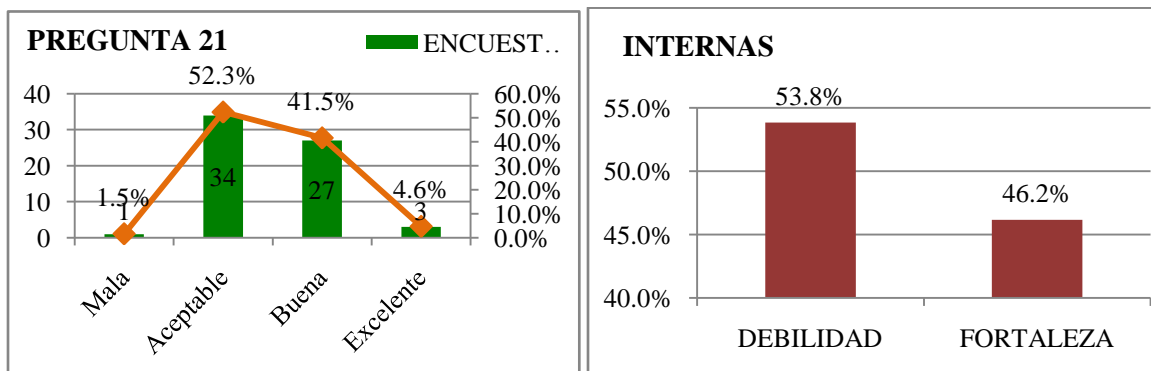 PREGUNTA 21
ENCUEST..
52.3%
41.5%
1.5%
4.6%
1
34
27
3
40
30
20
10
0
60.0%
50.0%
40.0%
30.0%
20.0%
10.0%
0.0%
Mala
Aceptable
Buena
Excelente
INTERNAS
53.8%
46.2%
55.0%
50.0%
45.0%
40.0%
DEBILIDAD
FORTALEZA